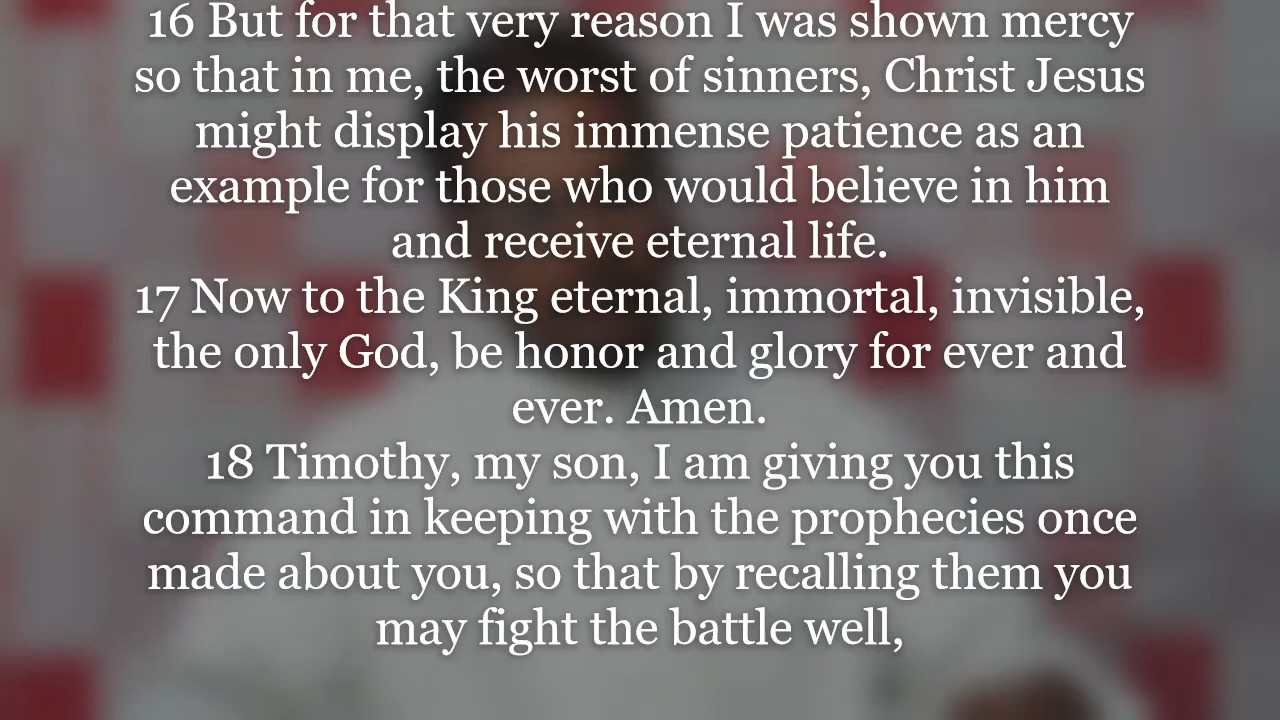 16 But for that very reason I was shown mercy
so that in me, the worst of sinners, Christ Jesus
might display his immense patience as an
example for those who would believe in him
and receive eternal life.
17 Now to the King eternal, immortal, invisible,
the only God, be honor and glory for ever and
ever. Amen.
18 Timothy, my son, I am giving you this
command in keeping with the prophecies once
made about you, so that by recalling them you
may fight the battle well,